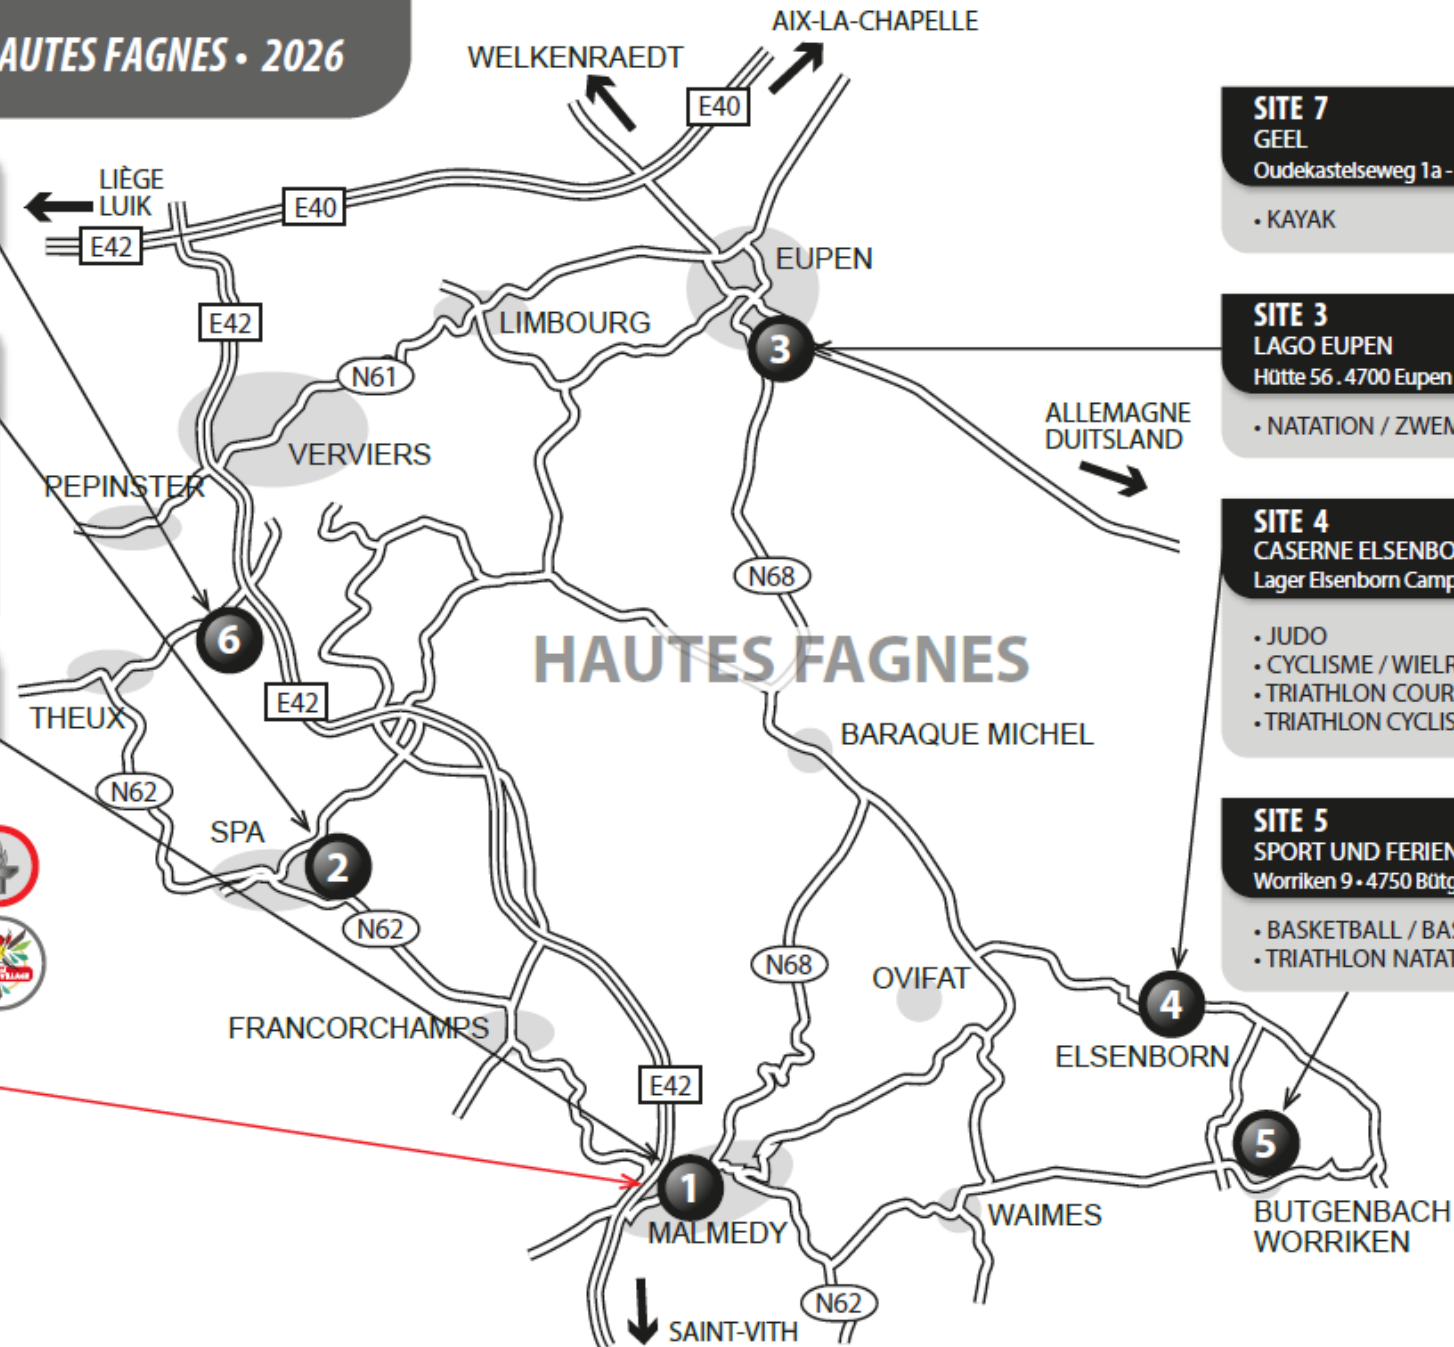 AUTES FAGNES • 2026
AIX-LA-CHAPELLE
WELKENRAEDT
E40
LIÈGE
LUIK
E40
E42
E42
EUPEN
LIMBOURG
3
N61
VERVIERS
PEPINSTER
ALLEMAGNE
DUITSLAND
N68
6
HAUTES FAGNES
E42
THEUX
BARAQUE MICHEL
N62
SPA
2
N62
N68
OVIFAT
4
FRANCORCHAMPS
ELSENBORN
E42
5
1
MALMEDY
WAIMES
BUTGENBACH
WORRIKEN
N62
SAINT-VITH
SITE 7
GEEL
Oudekastelseweg 1a -
• KAYAK
SITE 3
LAGO EUPEN
Hütte 56 . 4700 Eupen
• NATATION / ZWEM
SITE 4
CASERNE ELSENBO
Lager Elsenborn Camp
• JUDO
• CYCLISME / WIELR
• TRIATHLON COUR
• TRIATHLON CYCLIS
SITE 5
SPORT UND FERIEN
Worriken 9 • 4750 Bütg
• BASKETBALL / BAS
• TRIATHLON NATAT